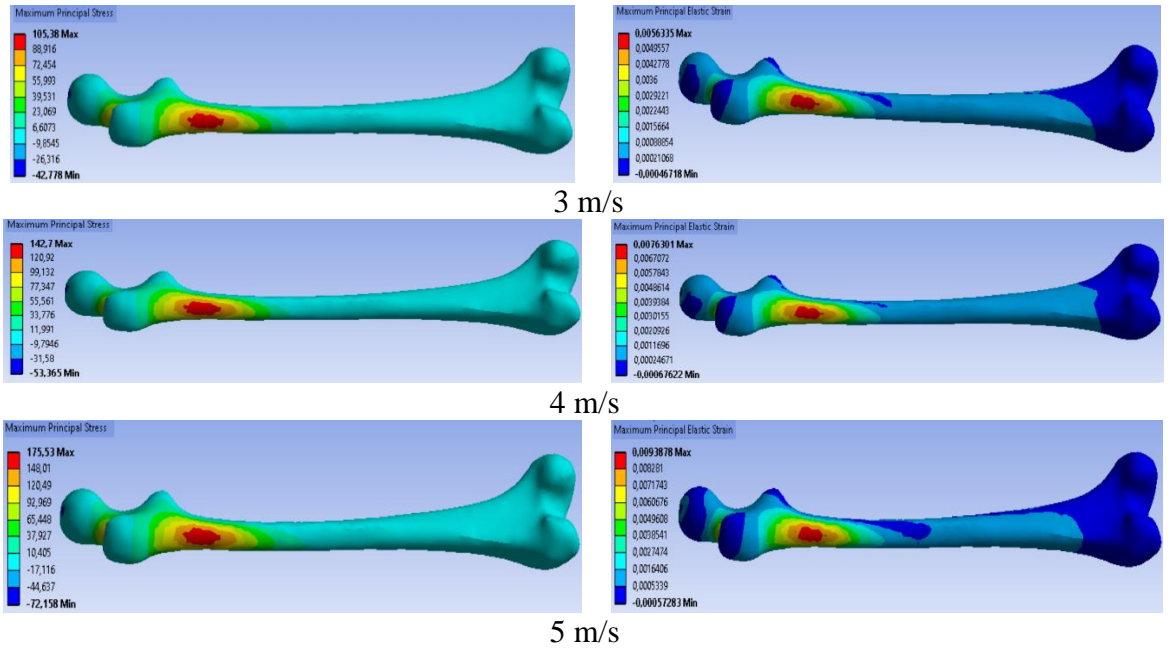 Maximum Principal Stress
105,38 Max
88,916
72,454
55,993
39,531
23,069
6,6073
-9,8545
-26,316
-42,778 Min
Maximum Principal Elastic Strain
0,0056335 Max
0,0049557
0,0042778
0,0036
0,0029221
0,0022443
0,0015664
0,00088854
0,00021068
-0,00046718 Min
3 m/s
Maximum Principal Stress
142,7 Max
120,92
99,132
77,347
55,561
33,776
11,991
-9,7946
-31,58
-53,365 Min
Maximum Principal Elastic Strain
0,0076301 Max
0,0067072
0,0057843
0,0048614
0,0039384
0,0030155
0,0020926
0,0011696
0,00024671
-0,00067622 Min
4 m/s
Maximum Principal Stress
175,53 Max
148,01
120,49
92,969
65,448
37,927
10,405
-17,116
-44,637
-72,158 Min
Maximum Principal Elastic Strain
0,0093878 Max
0,008281
0,0071743
0,0060676
0,0049608
0,0038541
0,0027474
0,0016406
0,0005339
-0,00057283 Min
5 m/s